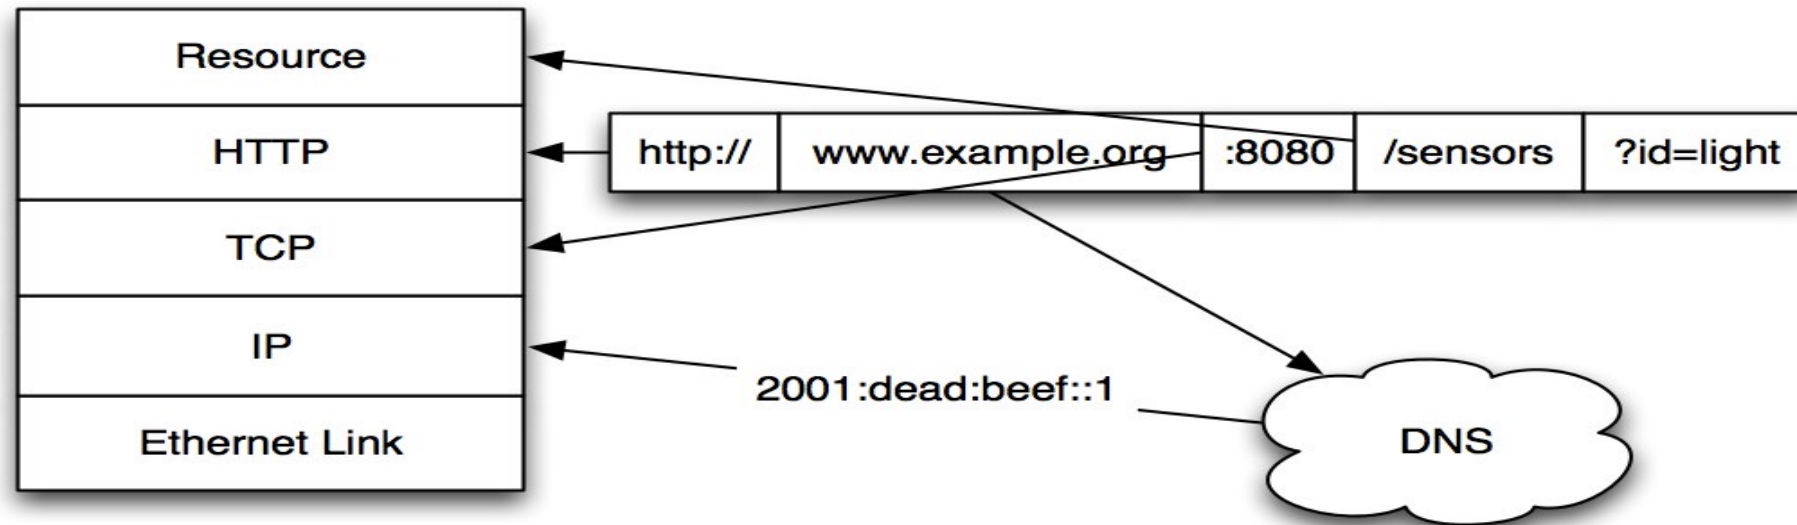 Resource
HTTP
TCP
IP
Ethernet Link
http:// www.example.org :8080 /sensors ?id=light
2001:dead:beef::1
DNS